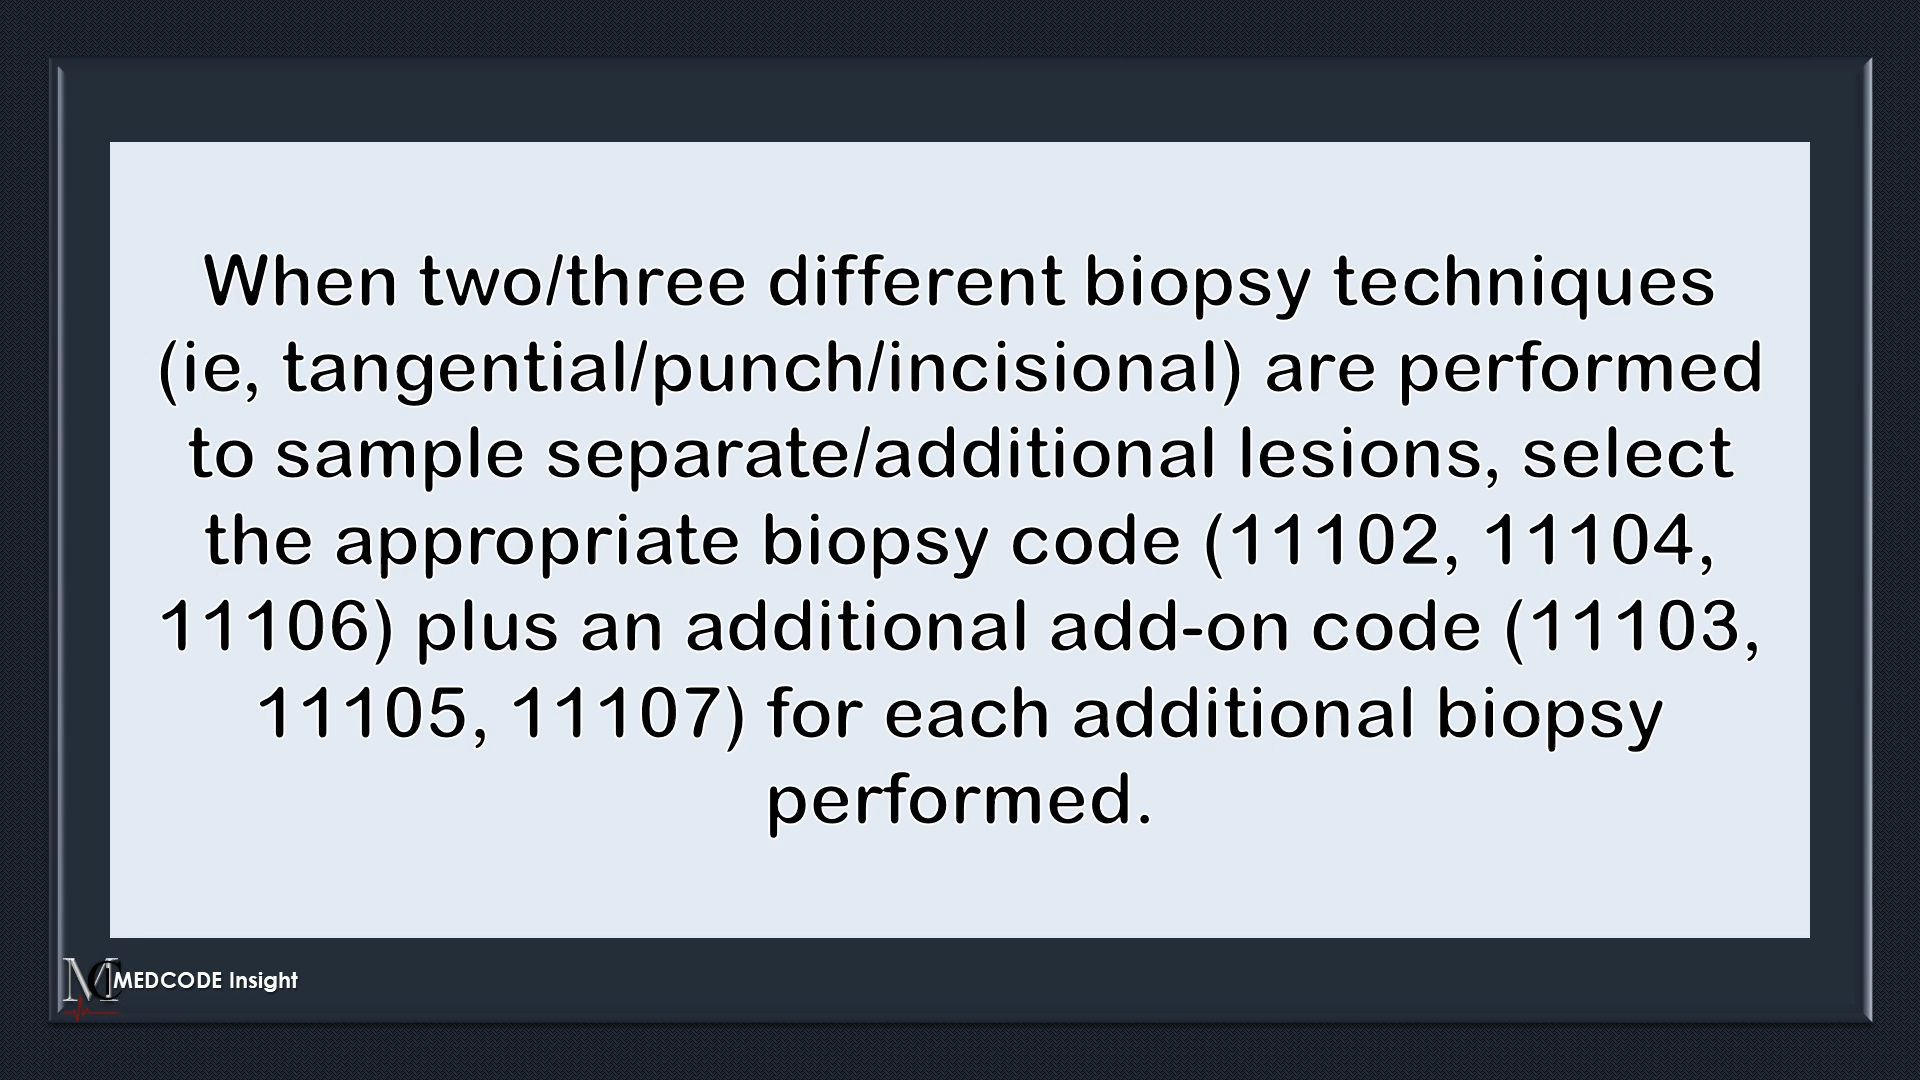 When two/three different biopsy techniques
(ie, tangential/punch/incisional) are performed
to sample separate/additional lesions, select
the appropriate biopsy code (11102, 11104,
11106) plus an additional add-on code (11103,
11105, 11107) for each additional biopsy
performed.
MC MEDCODE Insight